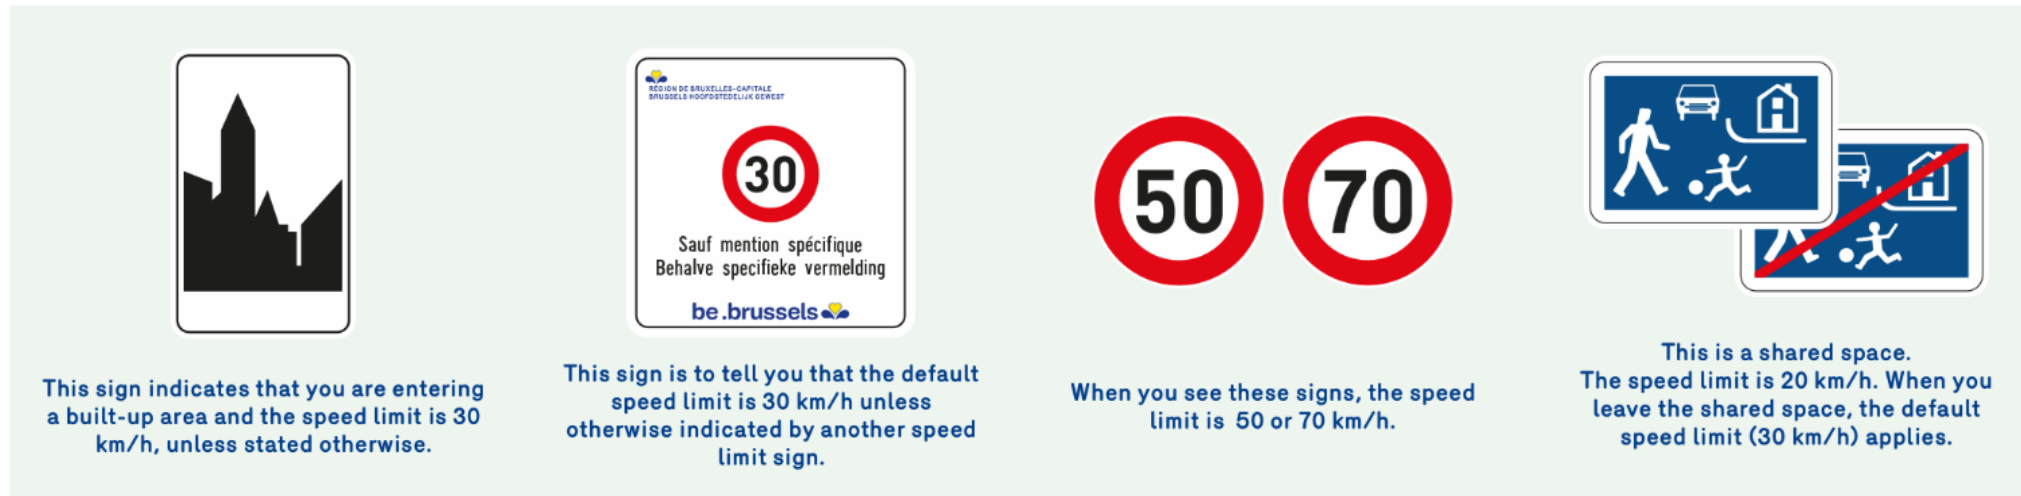 This sign indicates that you are entering
a built-up area and the speed limit is 30
km/h, unless stated otherwise.
RÉGION DE BRUXELLES-CAPITALE
BRUSSELS HOOFDSTEDELIJK GEWEST
30
Sauf mention spécifique
Behalve specifieke vermelding
be.brussels
This sign is to tell you that the default
speed limit is 30 km/h unless
otherwise indicated by another speed
limit sign.
50 70
When you see these signs, the speed
limit is 50 or 70 km/h.
This is a shared space.
The speed limit is 20 km/h. When you
leave the shared space, the default
speed limit (30 km/h) applies.